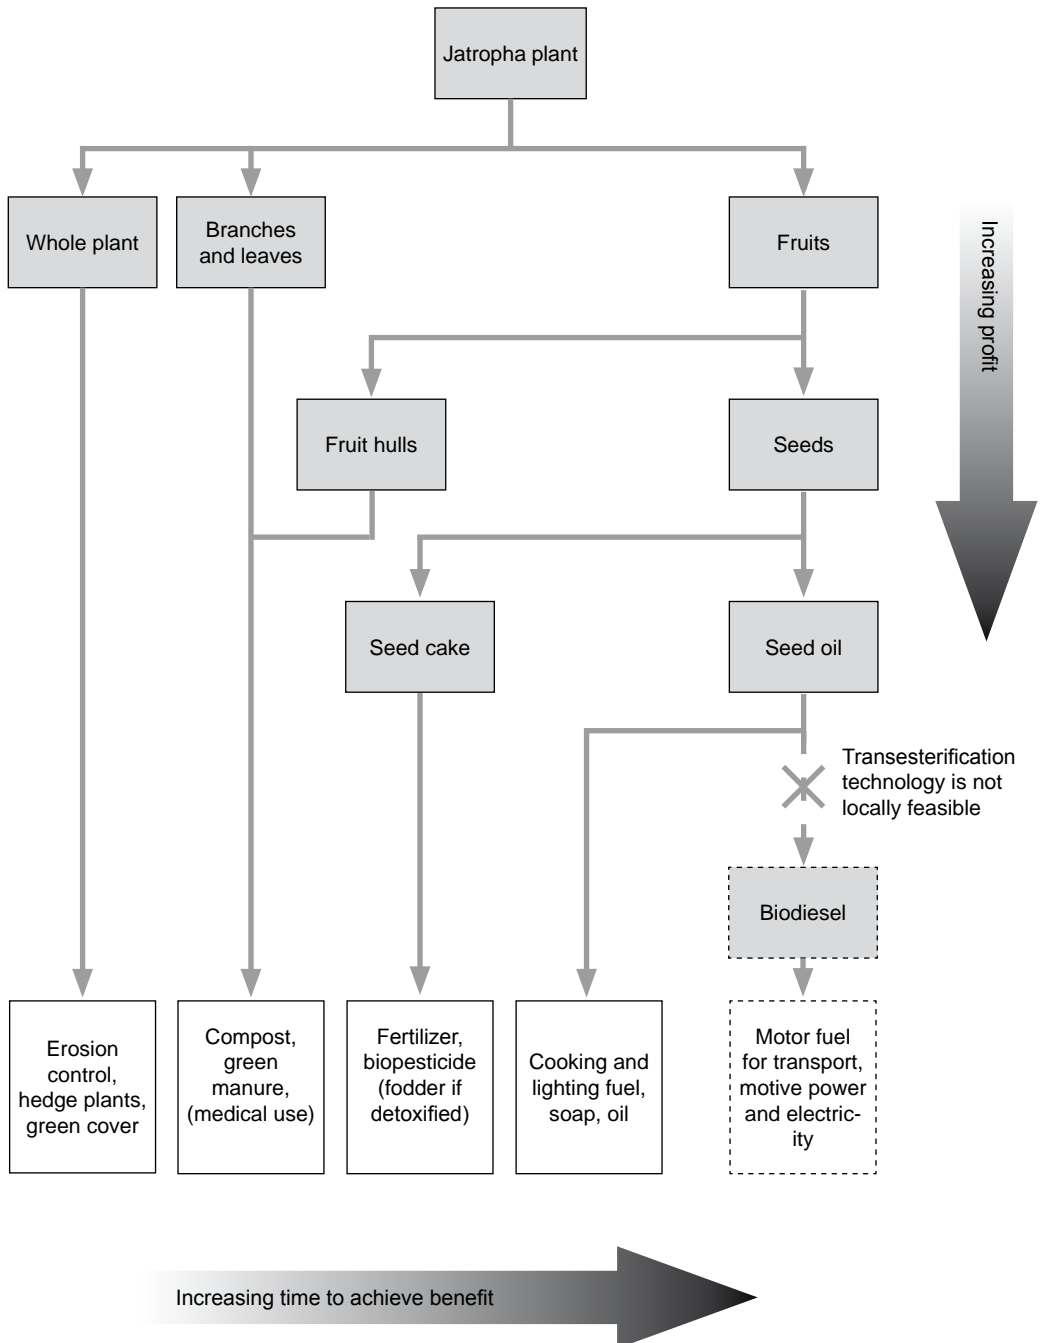 Jatropha plant
Whole plant
Branches
and leaves
Fruits
Increasing profit
Fruit hulls
Seeds
Seed cake
Seed oil
Transesterification
technology is not
locally feasible
Biodiesel
Erosion
control,
hedge plants,
green cover
Compost,
green
manure,
(medical use)
Fertilizer,
biopesticide
(fodder if
detoxified)
Cooking and
lighting fuel,
soap, oil
Motor fuel
for transport,
motive power
and electric-
ity
Increasing time to achieve benefit